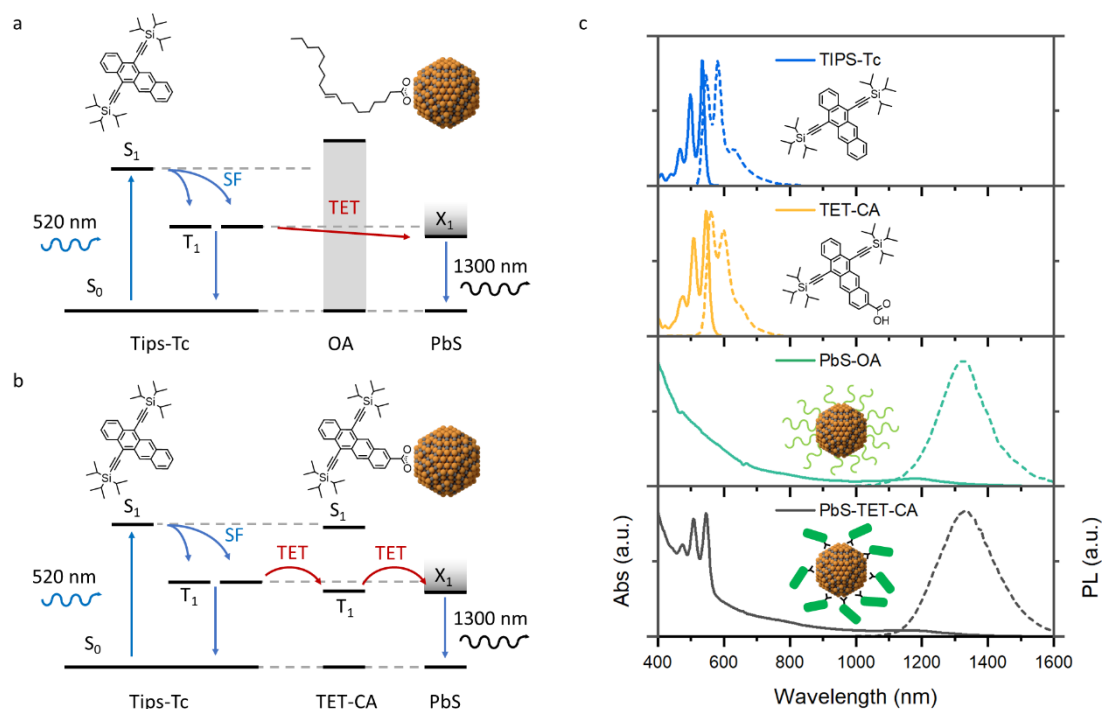 a
S1
SF
520 nm
T1
TET
X1
1300 nm
S0
Tips-Tc
OA
PbS
b
S1
S1
SF
TET
TET
520 nm
T1
T1
X1
1300 nm
S0
Tips-Tc
TET-CA
PbS
c
TIPS-Tc
Si
Si
TET-CA
Si
Si
O
OH
PbS-OA
PbS-TET-CA
Abs (a.u.)
PL (a.u.)
400 600 800 1000 1200 1400 1600
Wavelength (nm)
Si
Si
O
O
Si
Si
Si
Si
O
O